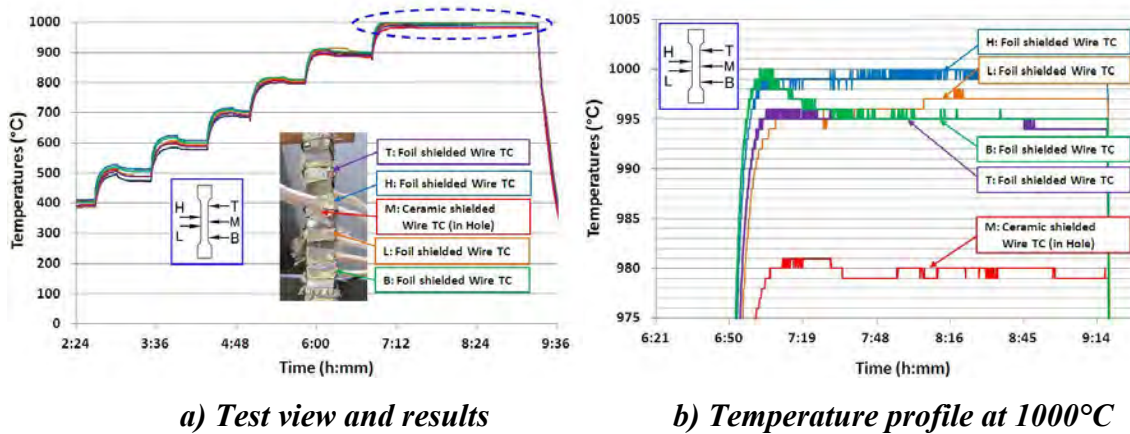 1000
900
800
700
600
500
400
300
200
100
0
Temperatures (°C)
2:24 3:36 4:48 6:00 7:12 8:24 9:36
Time (h:mm)
H
L
T
M
B
T: Foil shielded Wire TC
H: Foil shielded Wire TC
M: Ceramic shielded
Wire TC (in Hole)
L: Foil shielded Wire TC
B: Foil shielded Wire TC
a) Test view and results
1005
1000
995
990
985
980
975
Temperatures (°C)
6:21 6:50 7:19 7:48 8:16 8:45 9:14
Time (h:mm)
H
L
T
M
B
H: Foil shielded Wire TC
L: Foil shielded Wire TC
B: Foil shielded Wire TC
T: Foil shielded Wire TC
M: Ceramic shielded
Wire TC (in Hole)
b) Temperature profile at 1000°C